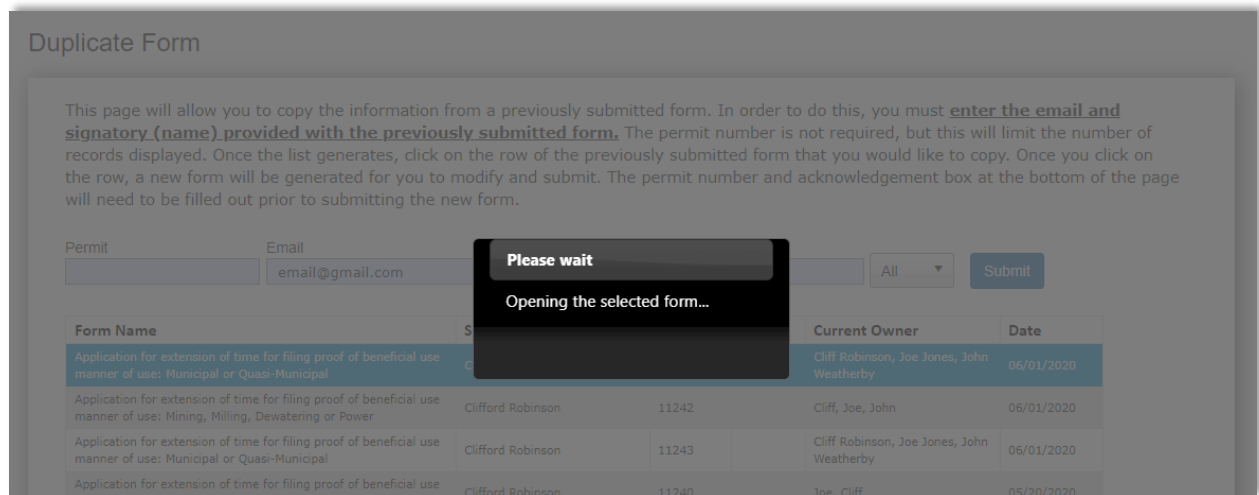 Duplicate Form
This page will allow you to copy the information from a previously submitted form. In order to do this, you must enter the email and
signatory (name) provided with the previously submitted form. The permit number is not required, but this will limit the number of
records displayed. Once the list generates, click on the row of the previously submitted form that you would like to copy. Once you click on
the row, a new form will be generated for you to modify and submit. The permit number and acknowledgement box at the bottom of the page
will need to be filled out prior to submitting the new form.
Permit Email
email@gmail.com All Submit
Please wait
Opening the selected form...
Form Name Current Owner Date
Application for extension of time for filing proof of beneficial use
manner of use: Municipal or Quasi-Municipal
Cliff Robinson, Joe Jones, John
Weatherby
06/01/2020
Application for extension of time for filing proof of beneficial use
manner of use: Mining, Milling, Dewatering or Power
Clifford Robinson 11242 Cliff, Joe, John 06/01/2020
Application for extension of time for filing proof of beneficial use
manner of use: Municipal or Quasi-Municipal
Clifford Robinson 11243
Cliff Robinson, Joe Jones, John
Weatherby
06/01/2020
Application for extension of time for filing proof of beneficial use
Clifford Robinson 11240 Joe, Cliff 05/20/2020